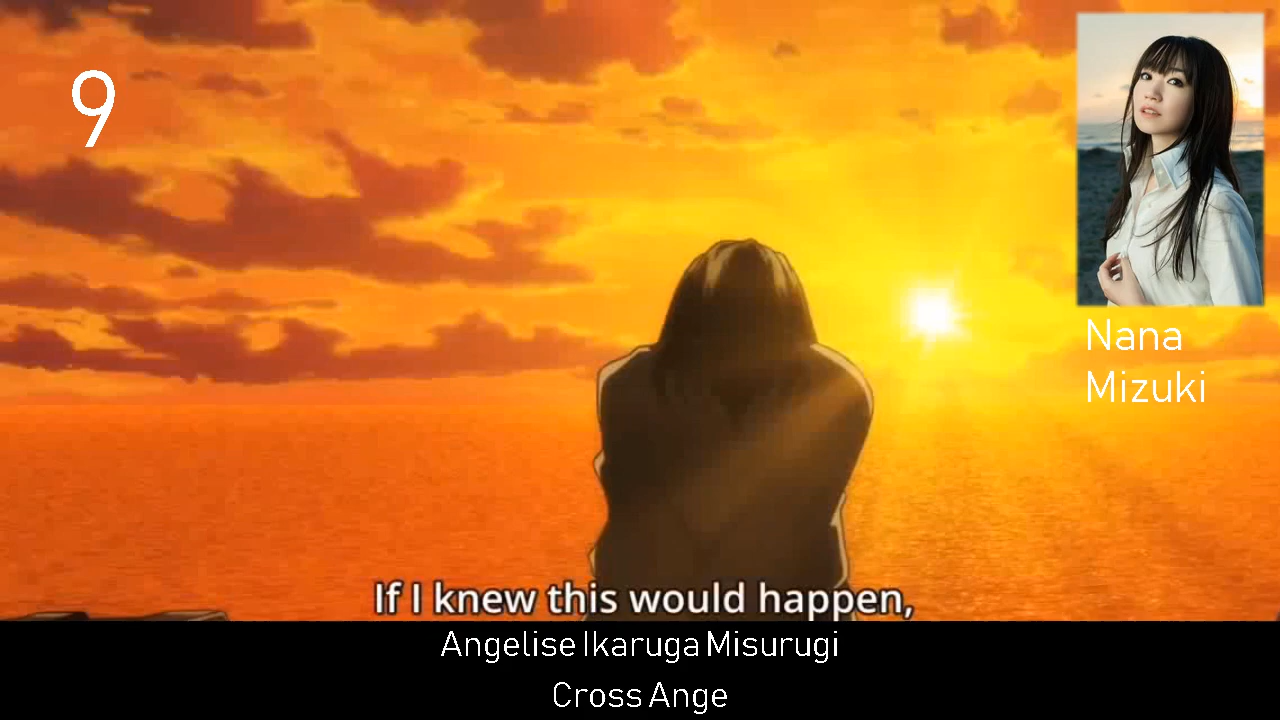 9
Nana
Mizuki
If I knew this would happen,
Angelise Ikaruga Misurugi
Cross Ange